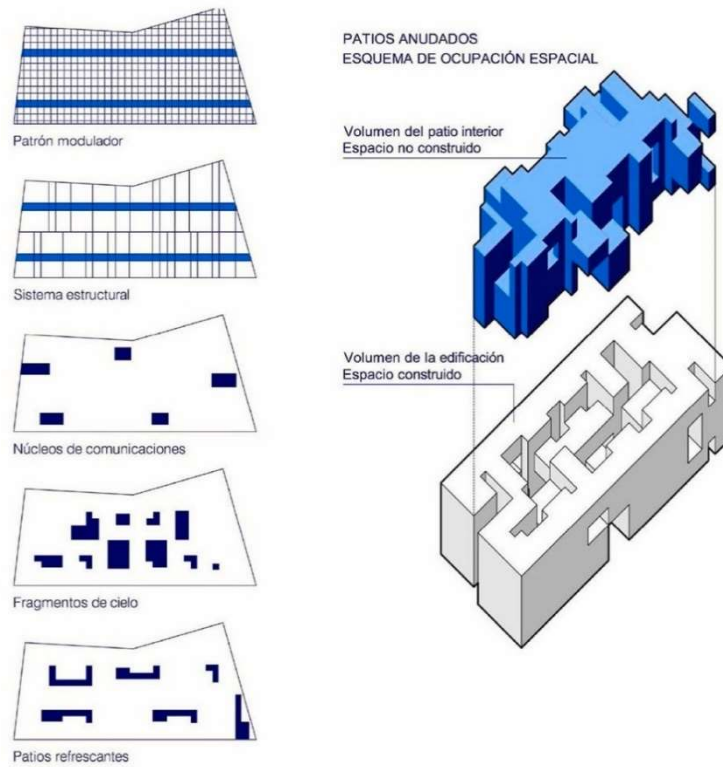 Patrón modulador
Sistema estructural
Núcleos de comunicaciones
Fragmentos de cielo
Patios refrescantes
PATIOS ANUDADOS
ESQUEMA DE OCUPACIÓN ESPACIAL
Volumen del patio interior
Espacio no construido
Volumen de la edificación
Espacio construido